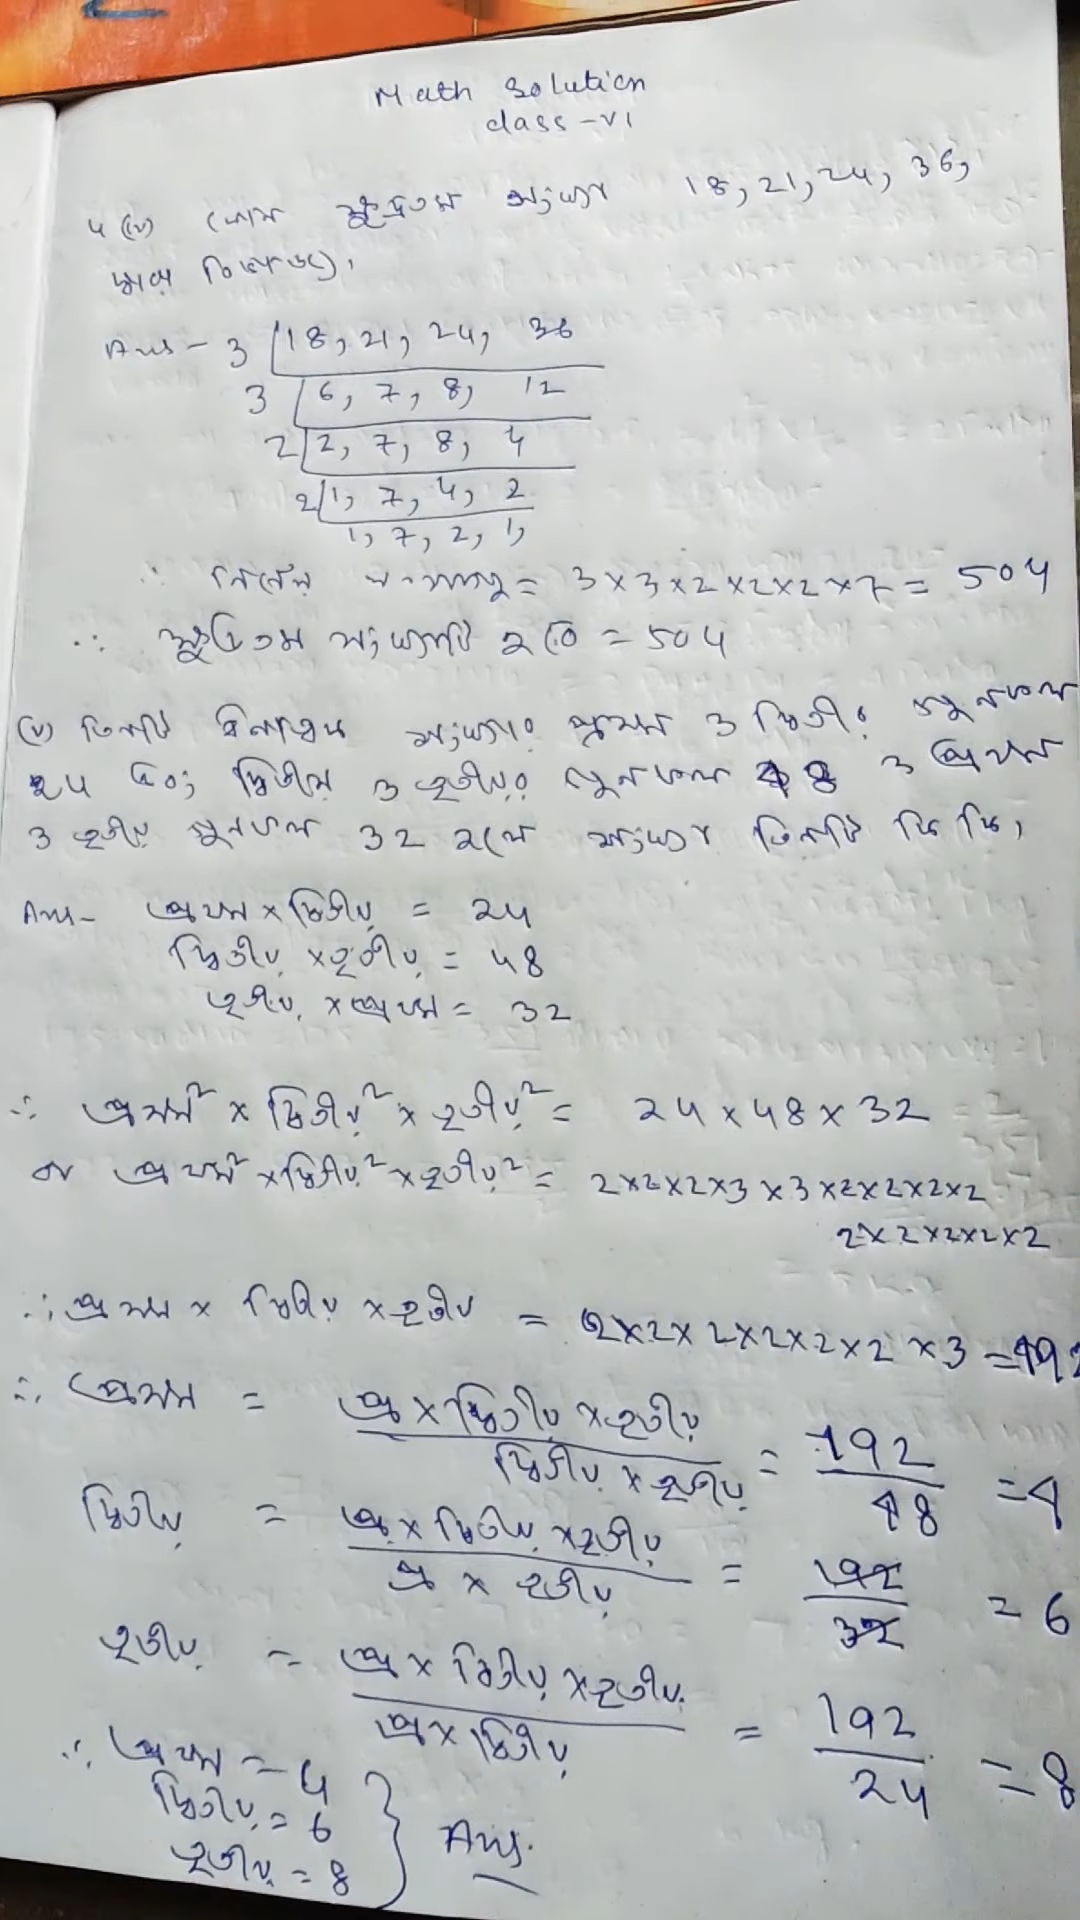 Math Solution
class - VI
4 (iv) কোন ক্ষুদ্রতম সংখ্যা 18, 21, 24, 36,
দ্বারা বিভাজ্য,
Ans - 3 | 18, 21, 24, 36
3 | 6, 7, 8, 12
2 | 2, 7, 8, 4
2 | 1, 7, 4, 2
1, 7, 2, 1,
∴ নির্ণেয় ল.সা.গু = 3×3×2×2×2×7 = 504
∴ ক্ষুদ্রতম সংখ্যাটি হবে = 504
(v) তিনটি সংখ্যার প্রথম ও দ্বিতীয় গুনফল
24 এবং; দ্বিতীয় ও তৃতীয় গুনফল 48 ও প্রথম
ও তৃতীয় গুনফল 32 হলে সংখ্যা তিনটি কি কি,
Ans - প্রথম × দ্বিতীয় = 24
দ্বিতীয় × তৃতীয় = 48
তৃতীয় × প্রথম = 32
∴ প্রথম² × দ্বিতীয়² × তৃতীয়² = 24 × 48 × 32
বা প্রথম² × দ্বিতীয়² × তৃতীয়² = 2×2×2×3×3×2×2×2×2
2×2×2×2×2
∴ প্রথম × দ্বিতীয় × তৃতীয় = 2×2×2×2×2×2×3 = 192
∴ প্রথম = প্র × দ্বিতীয় × তৃতীয় / দ্বিতীয় × তৃতীয় = 192 / 48 = 4
দ্বিতীয় = প্র × দ্বিতীয় × তৃতীয় / প্র × তৃতীয় = 192 / 32 = 6
তৃতীয় = প্র × দ্বিতীয় × তৃতীয় / প্র × দ্বিতীয় = 192 / 24 = 8
∴ প্রথম = 4
দ্বিতীয় = 6
তৃতীয় = 8 } Ans.